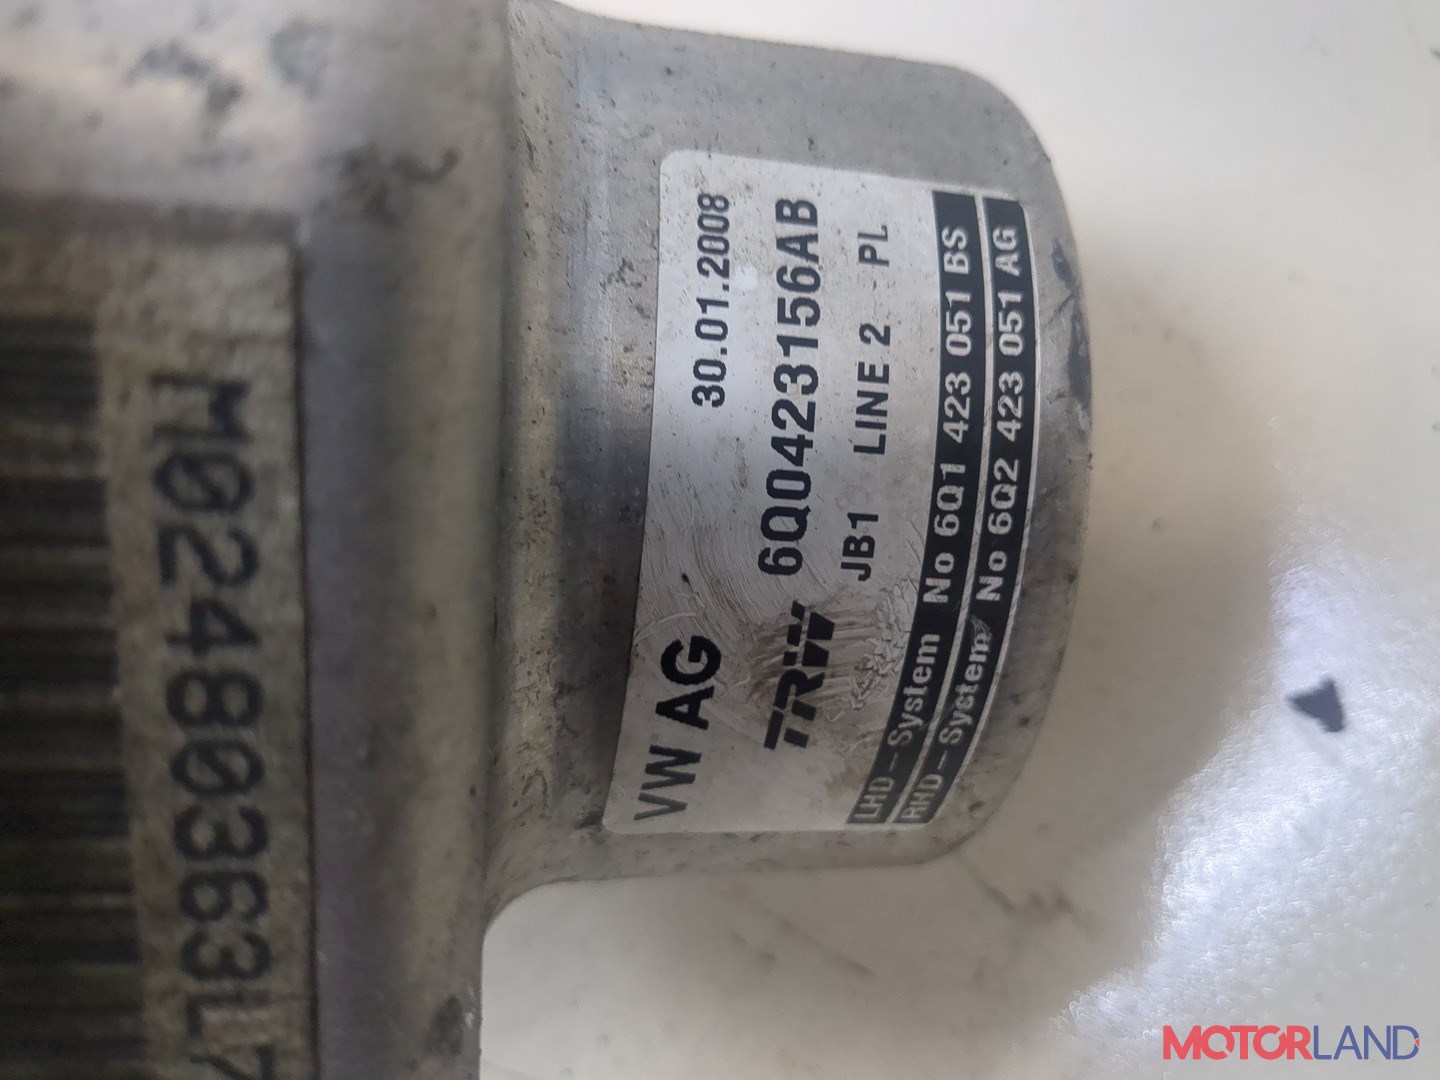 VW AG 30.01.2008
TRW 6Q0423156AB
JB1 LINE 2 PL
LHD-System No 6Q1 423 051 BS
RHD-System No 6Q2 423 051 AG
M02480363L7
MOTORLAND